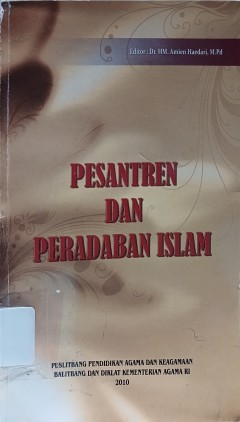 Editor : Dr. HM. Amien Haedari, M.Pd
PESANTREN
DAN
PERADABAN ISLAM
PUSLITBANG PENDIDIKAN AGAMA DAN KEAGAMAAN
BALITBANG DAN DIKLAT KEMENTERIAN AGAMA RI
2010